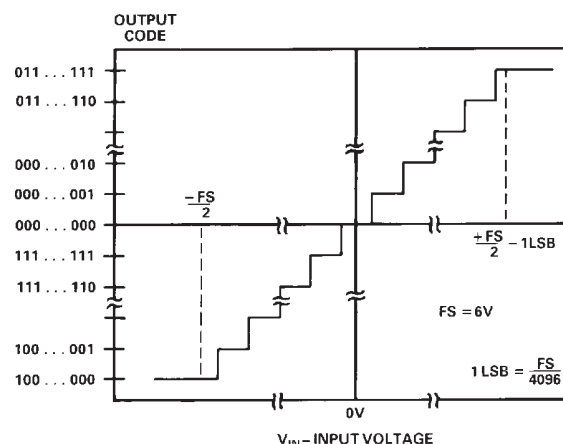 OUTPUT
CODE
011 . . . 111
011 . . . 110
000 . . . 010
000 . . . 001
000 . . . 000
111 . . . 111
111 . . . 110
100 . . . 001
100 . . . 000
–FS
2
+FS
2
– 1LSB
FS = 6V
1 LSB = FS
4096
0V
VIN – INPUT VOLTAGE